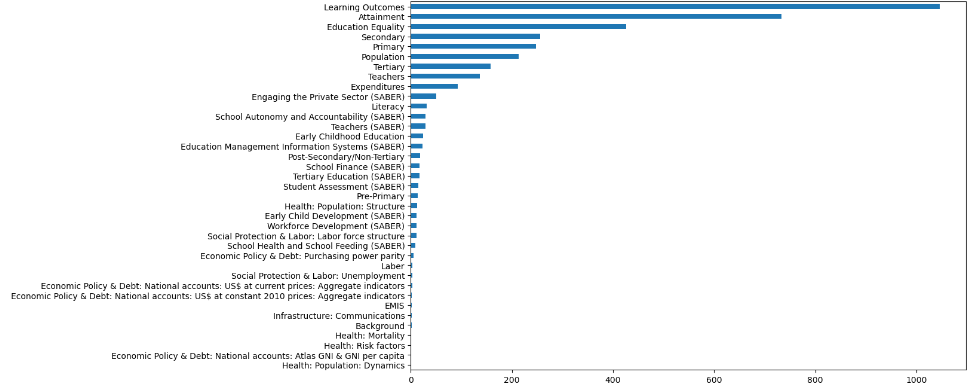 Learning Outcomes
Attainment
Education Equality
Secondary
Primary
Population
Tertiary
Teachers
Expenditures
Engaging the Private Sector (SABER)
Literacy
School Autonomy and Accountability (SABER)
Teachers (SABER)
Early Childhood Education
Education Management Information Systems (SABER)
Post-Secondary/Non-Tertiary
School Finance (SABER)
Tertiary Education (SABER)
Student Assessment (SABER)
Pre-Primary
Health: Population: Structure
Early Child Development (SABER)
Workforce Development (SABER)
Social Protection & Labor: Labor force structure
School Health and School Feeding (SABER)
Economic Policy & Debt: Purchasing power parity
Laber
Social Protection & Labor: Unemployment
Economic Policy & Debt: National accounts: US$ at current prices: Aggregate indicators
Economic Policy & Debt: National accounts: US$ at constant 2010 prices: Aggregate indicators
EMIS
Infrastructure: Communications
Background
Health: Mortality
Health: Risk factors
Economic Policy & Debt: National accounts: Atlas GNI & GNI per capita
Health: Population: Dynamics
0 200 400 600 800 1000